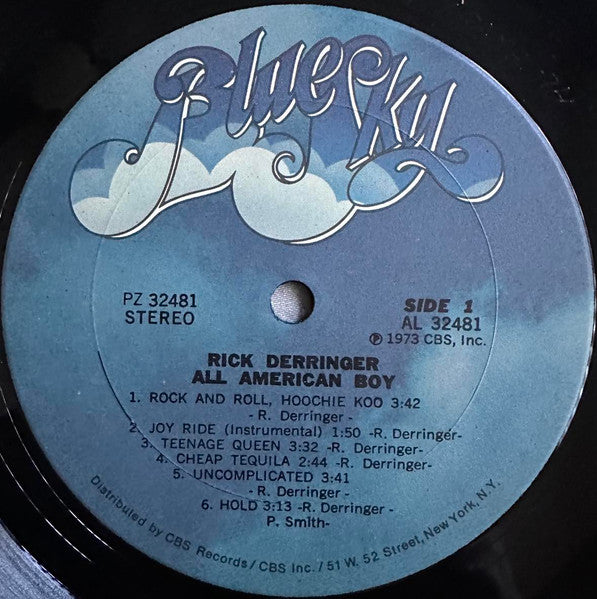 Blue Sky
PZ 32481
STEREO
SIDE 1
AL 32481
Ⓟ 1973 CBS, Inc.
RICK DERRINGER
ALL AMERICAN BOY
1. ROCK AND ROLL, HOOCHIE KOO 3:42
- R. Derringer -
2. JOY RIDE (Instrumental) 1:50 -R. Derringer-
3. TEENAGE QUEEN 3:32 -R. Derringer-
4. CHEAP TEQUILA 2:44 -R. Derringer-
5. UNCOMPLICATED 3:41
- R. Derringer -
6. HOLD 3:13 -R. Derringer -
P. Smith-
Distributed by CBS Records / CBS Inc. / 51 W. 52 Street, New York, N.Y.